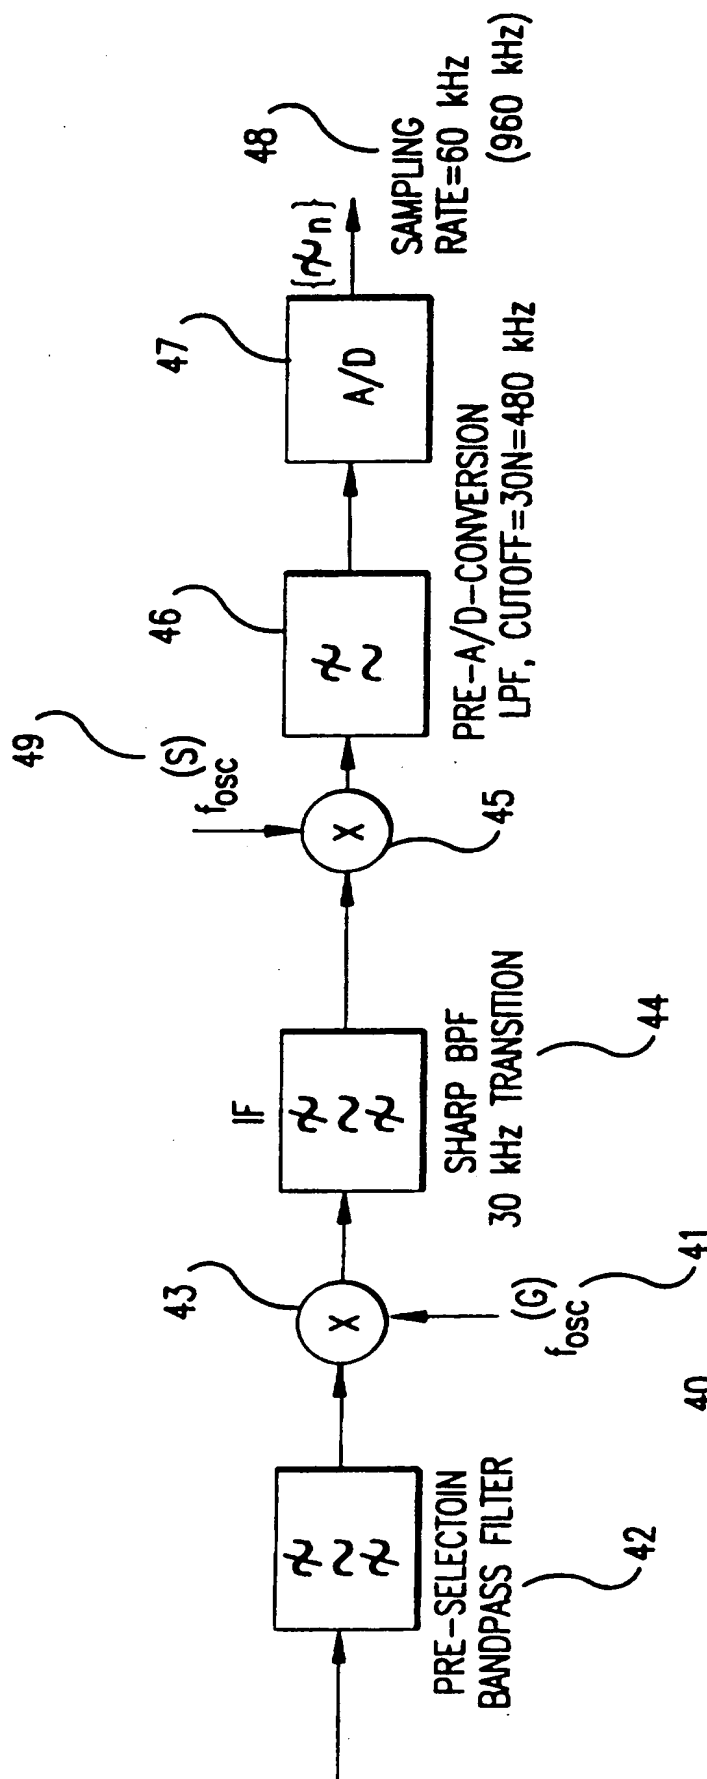 42
PRE-SELECTOIN
BANDPASS FILTER
43
X
(G)
fosc
41
40
IF
SHARP BPF
30 kHz TRANSITION
44
49
(S)
fosc
X
45
46
PRE-A/D-CONVERSION
LPF, CUTOFF=30N=480 kHz
47
A/D
48
SAMPLING
RATE=60 kHz
(960 kHz)